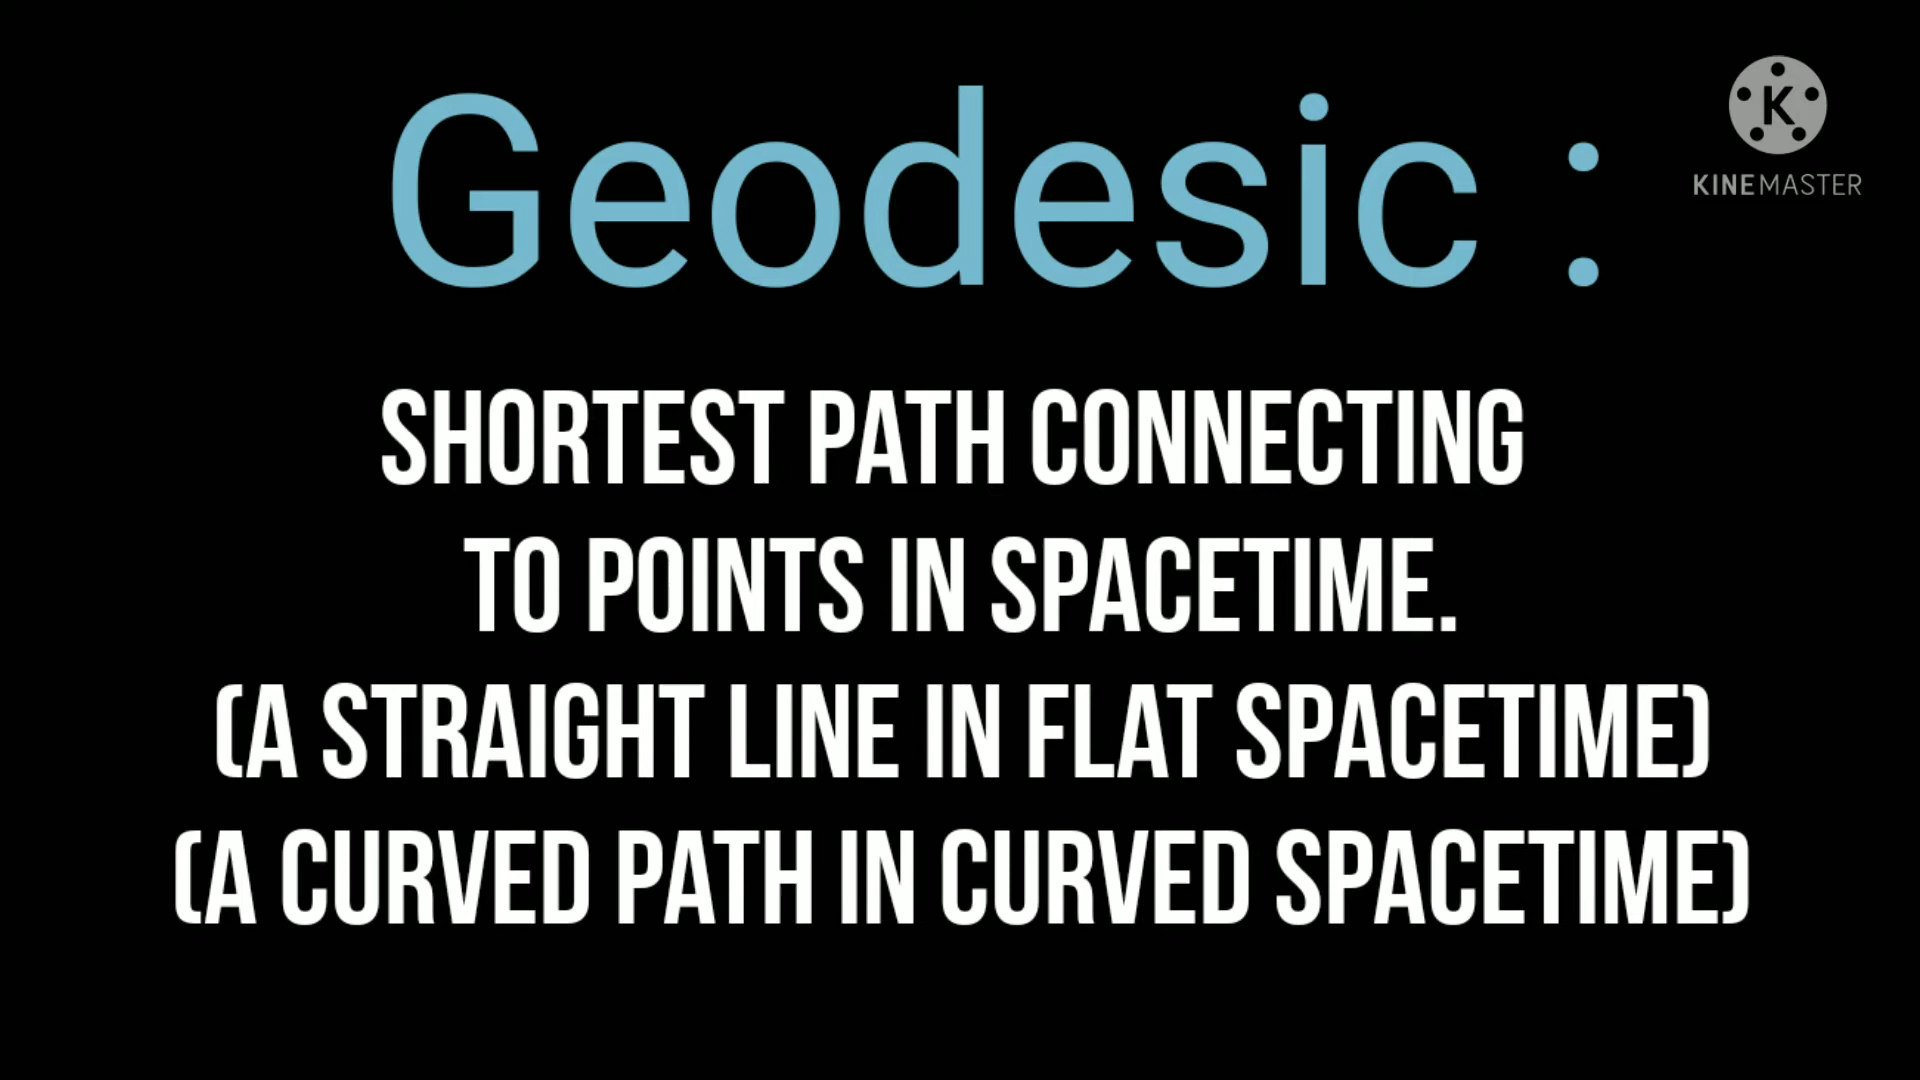 Geodesic :
K
KINEMASTER
SHORTEST PATH CONNECTING
TO POINTS IN SPACETIME.
(A STRAIGHT LINE IN FLAT SPACETIME)
(A CURVED PATH IN CURVED SPACETIME)